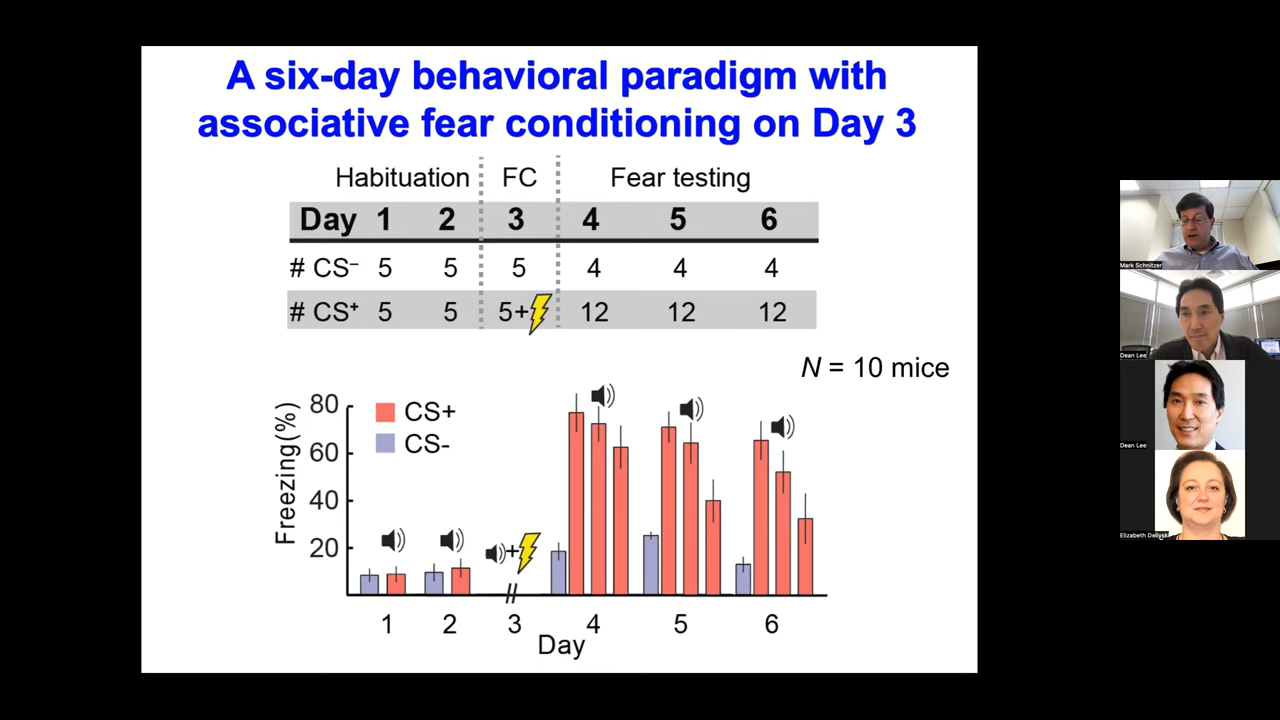 A six-day behavioral paradigm with
associative fear conditioning on Day 3
Habituation FC Fear testing
Day 1 2 3 4 5 6
# CS⁻ 5 5 5 4 4 4
# CS⁺ 5 5 5+ 12 12 12
N = 10 mice
Freezing(%)
80
60
40
20
CS+
CS-
+
1 2 3 4 5 6
Day
Mark Schnitzer
Dean Lee
Dean Lee